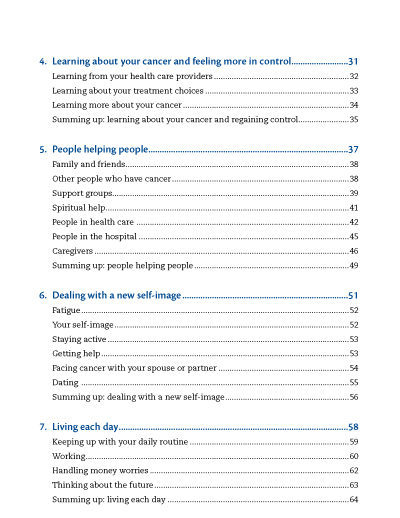 4. Learning about your cancer and feeling more in control..........................31
Learning from your health care providers..........................32
Learning about your treatment choices..........................33
Learning more about your cancer..........................34
Summing up: learning about your cancer and regaining control..........................35
5. People helping people..........................37
Family and friends..........................38
Other people who have cancer..........................38
Support groups..........................39
Spiritual help..........................41
People in health care..........................42
People in the hospital..........................45
Caregivers..........................46
Summing up: people helping people..........................49
6. Dealing with a new self-image..........................51
Fatigue..........................52
Your self-image..........................52
Staying active..........................53
Getting help..........................53
Facing cancer with your spouse or partner..........................54
Dating..........................55
Summing up: dealing with a new self-image..........................56
7. Living each day..........................58
Keeping up with your daily routine..........................59
Working..........................60
Handling money worries..........................62
Thinking about the future..........................63
Summing up: living each day..........................64